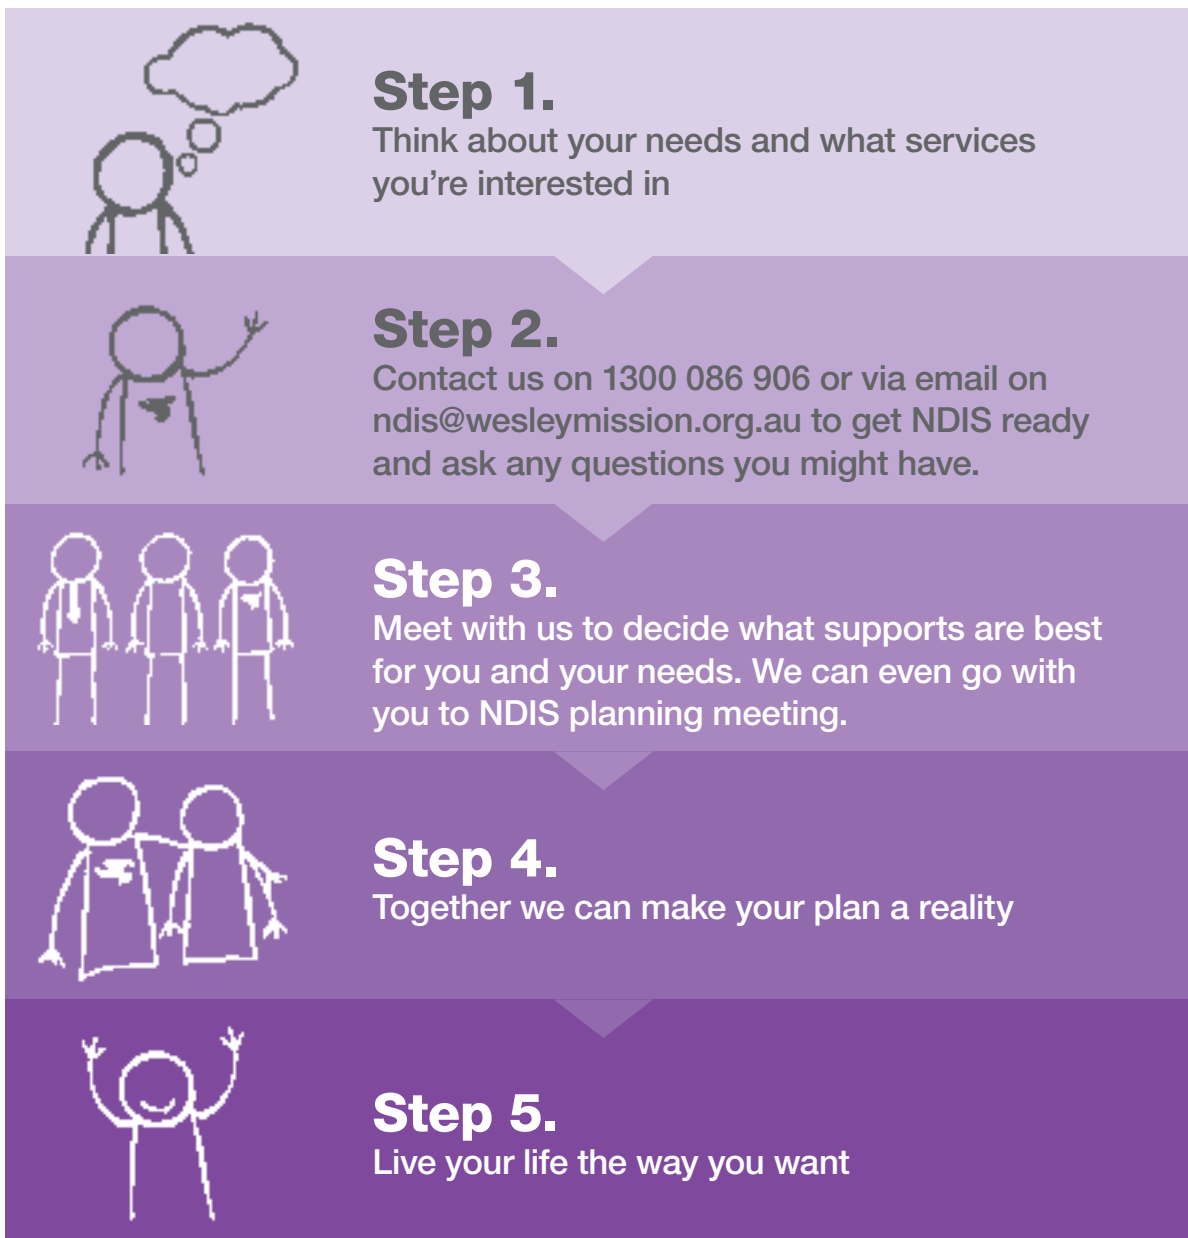 Step 1.
Think about your needs and what services
you’re interested in
Step 2.
Contact us on 1300 086 906 or via email on
ndis@wesleymission.org.au to get NDIS ready
and ask any questions you might have.
Step 3.
Meet with us to decide what supports are best
for you and your needs. We can even go with
you to NDIS planning meeting.
Step 4.
Together we can make your plan a reality
Step 5.
Live your life the way you want